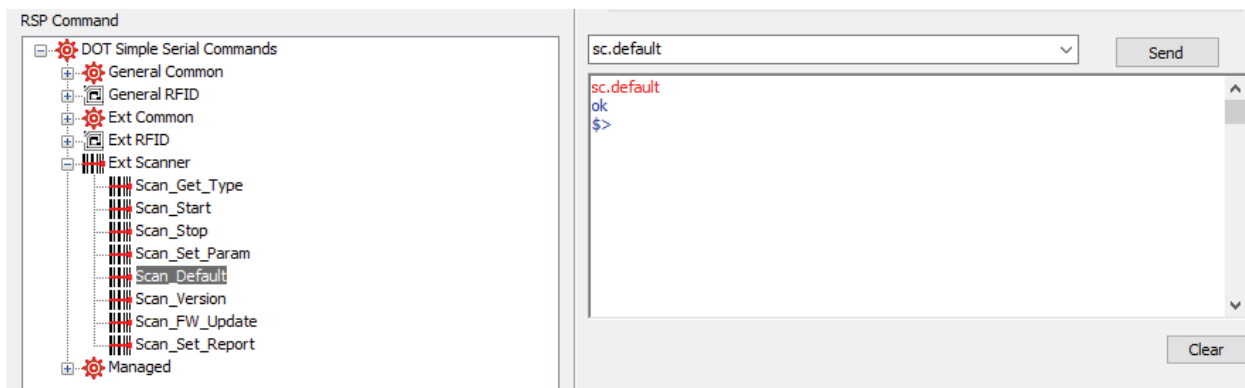 RSP Command
DOT Simple Serial Commands
General Common
General RFID
Ext Common
Ext RFID
Ext Scanner
Scan_Get_Type
Scan_Start
Scan_Stop
Scan_Set_Param
Scan_Default
Scan_Version
Scan_FW_Update
Scan_Set_Report
Managed
sc.default
Send
sc.default
ok
$>
Clear